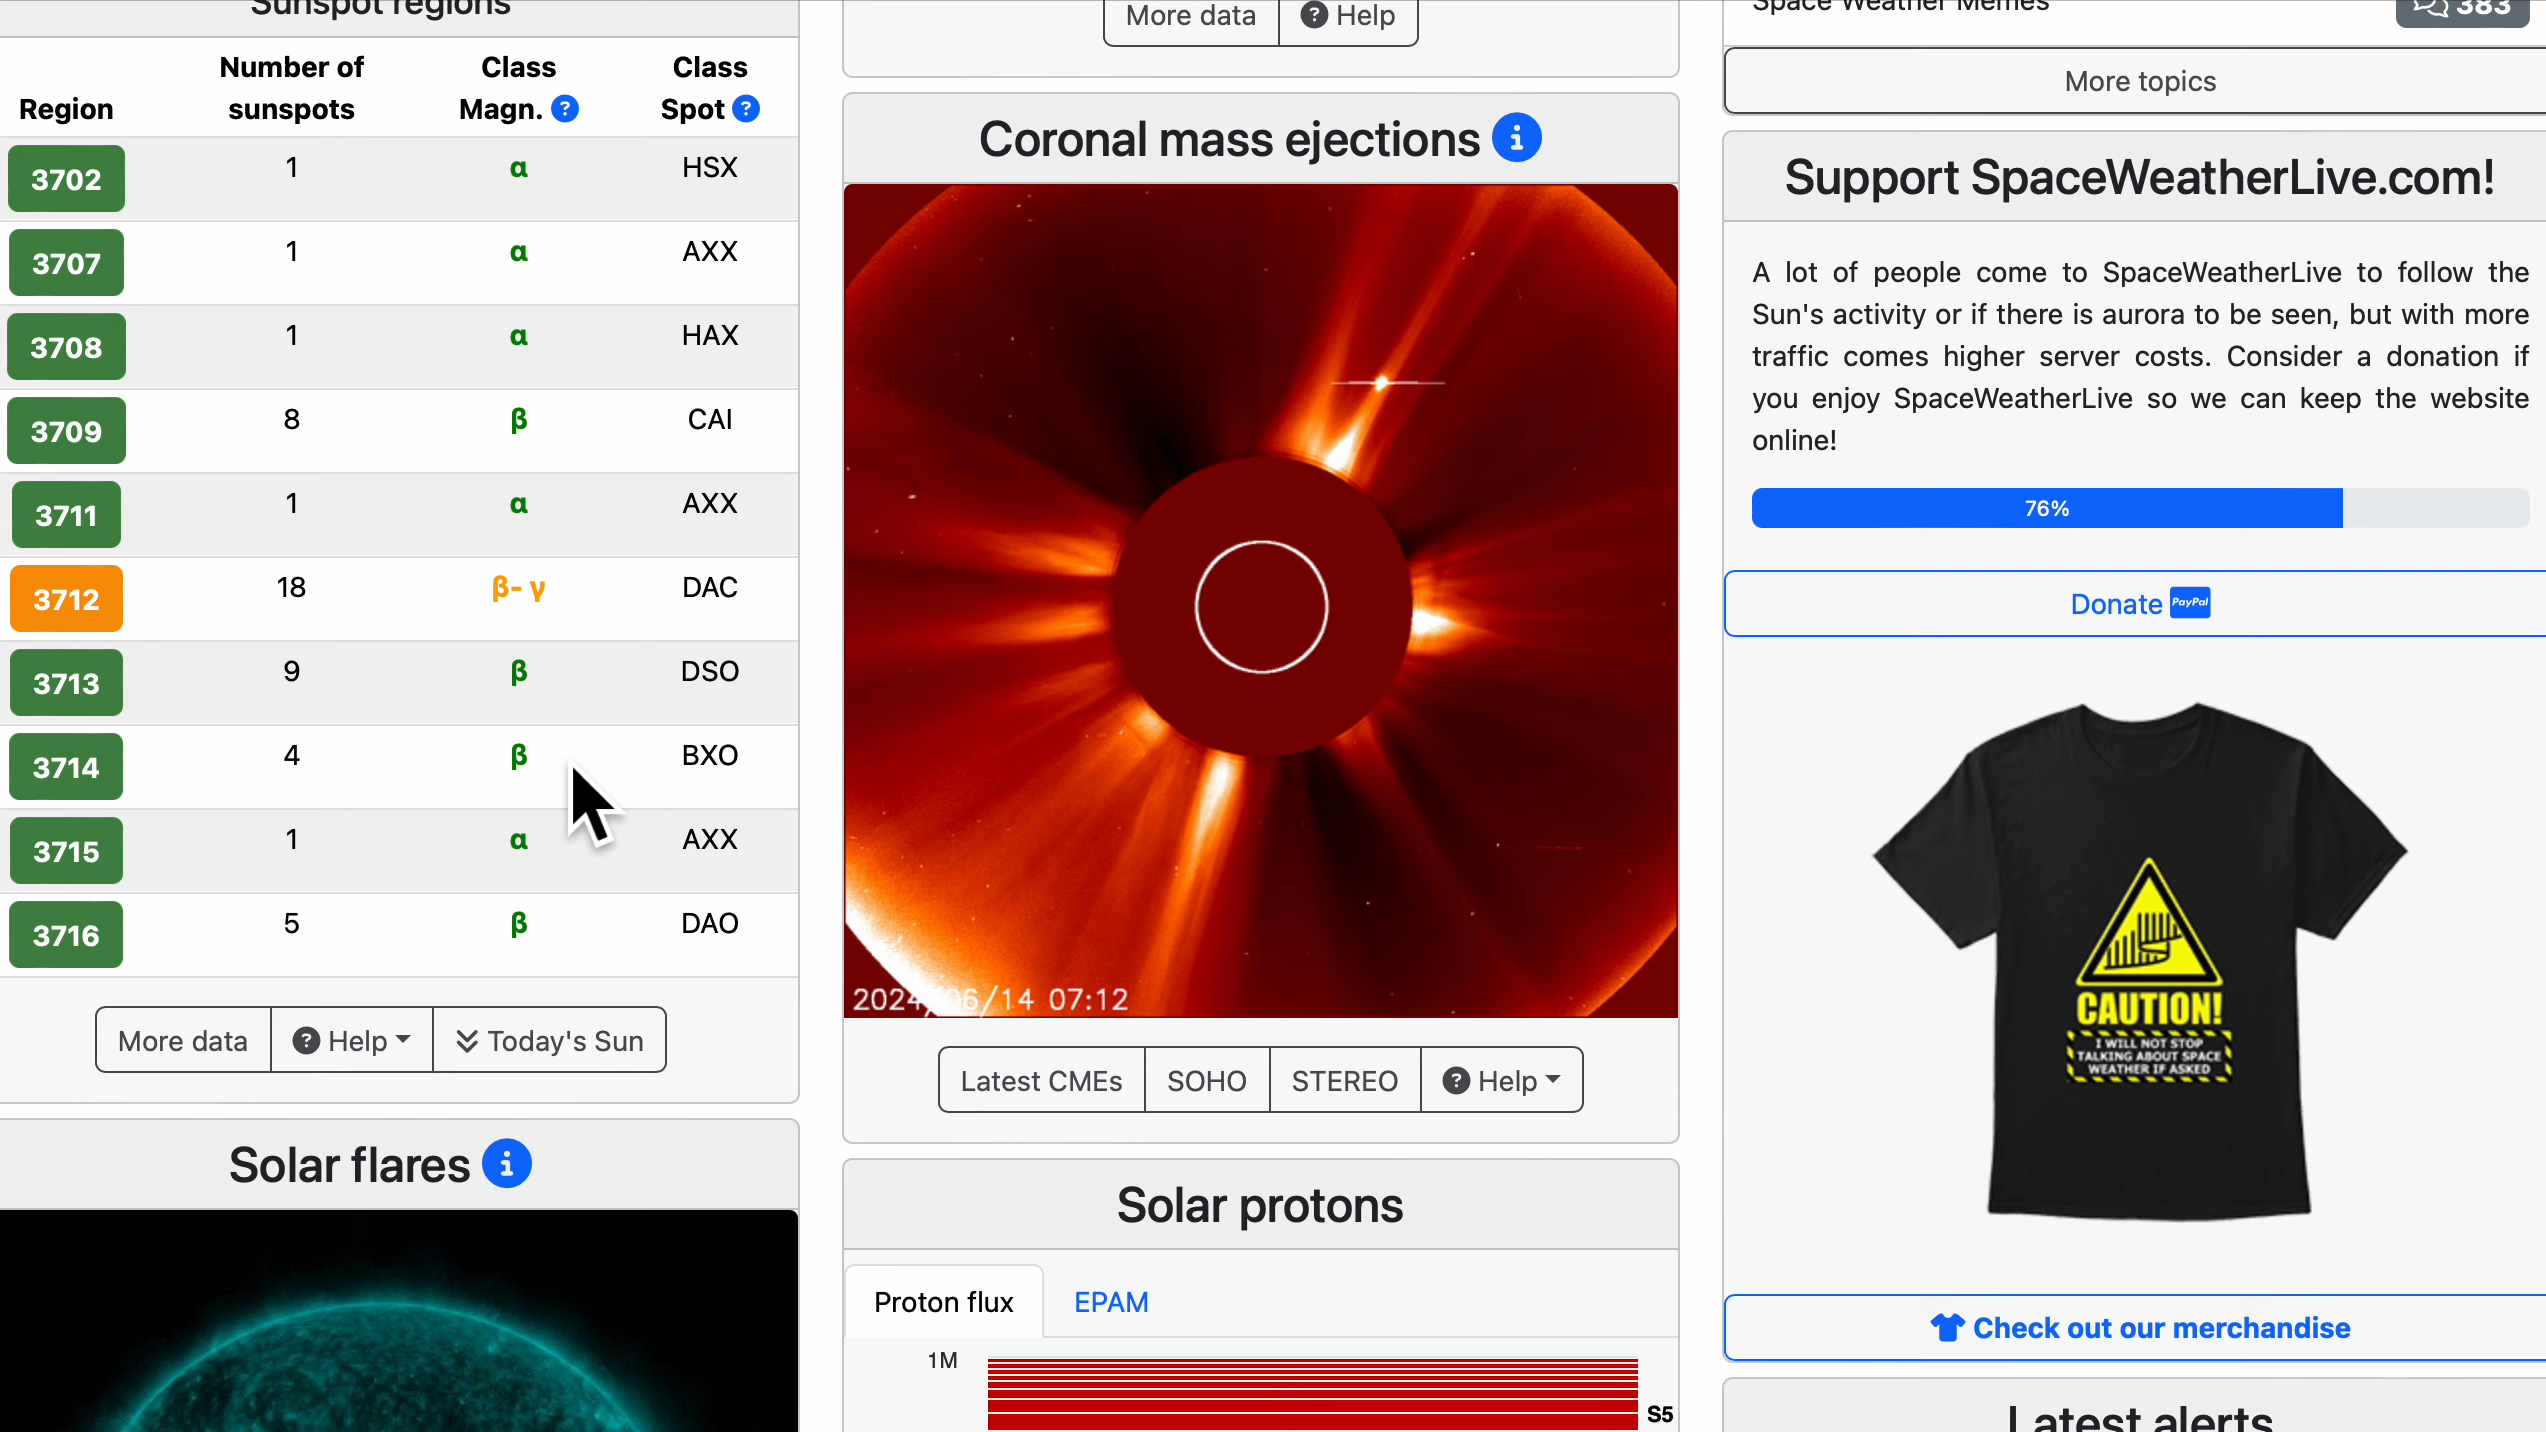 Sunspot regions
Region
Number of sunspots
Class Magn. ?
Class Spot ?
3702 1 α HSX
3707 1 α AXX
3708 1 α HAX
3709 8 β CAI
3711 1 α AXX
3712 18 β- γ DAC
3713 9 β DSO
3714 4 β BXO
3715 1 α AXX
3716 5 β DAO
More data ? Help Today's Sun
Solar flares i
More data ? Help
Coronal mass ejections i
2024/06/14 07:12
Latest CMEs SOHO STEREO ? Help
Solar protons
Proton flux EPAM
1M
S5
Space Weather Memes 383
More topics
Support SpaceWeatherLive.com!
A lot of people come to SpaceWeatherLive to follow the
Sun's activity or if there is aurora to be seen, but with more
traffic comes higher server costs. Consider a donation if
you enjoy SpaceWeatherLive so we can keep the website
online!
76%
Donate PayPal
CAUTION!
I WILL NOT STOP
TALKING ABOUT SPACE
WEATHER IF ASKED
Check out our merchandise
Latest alerts